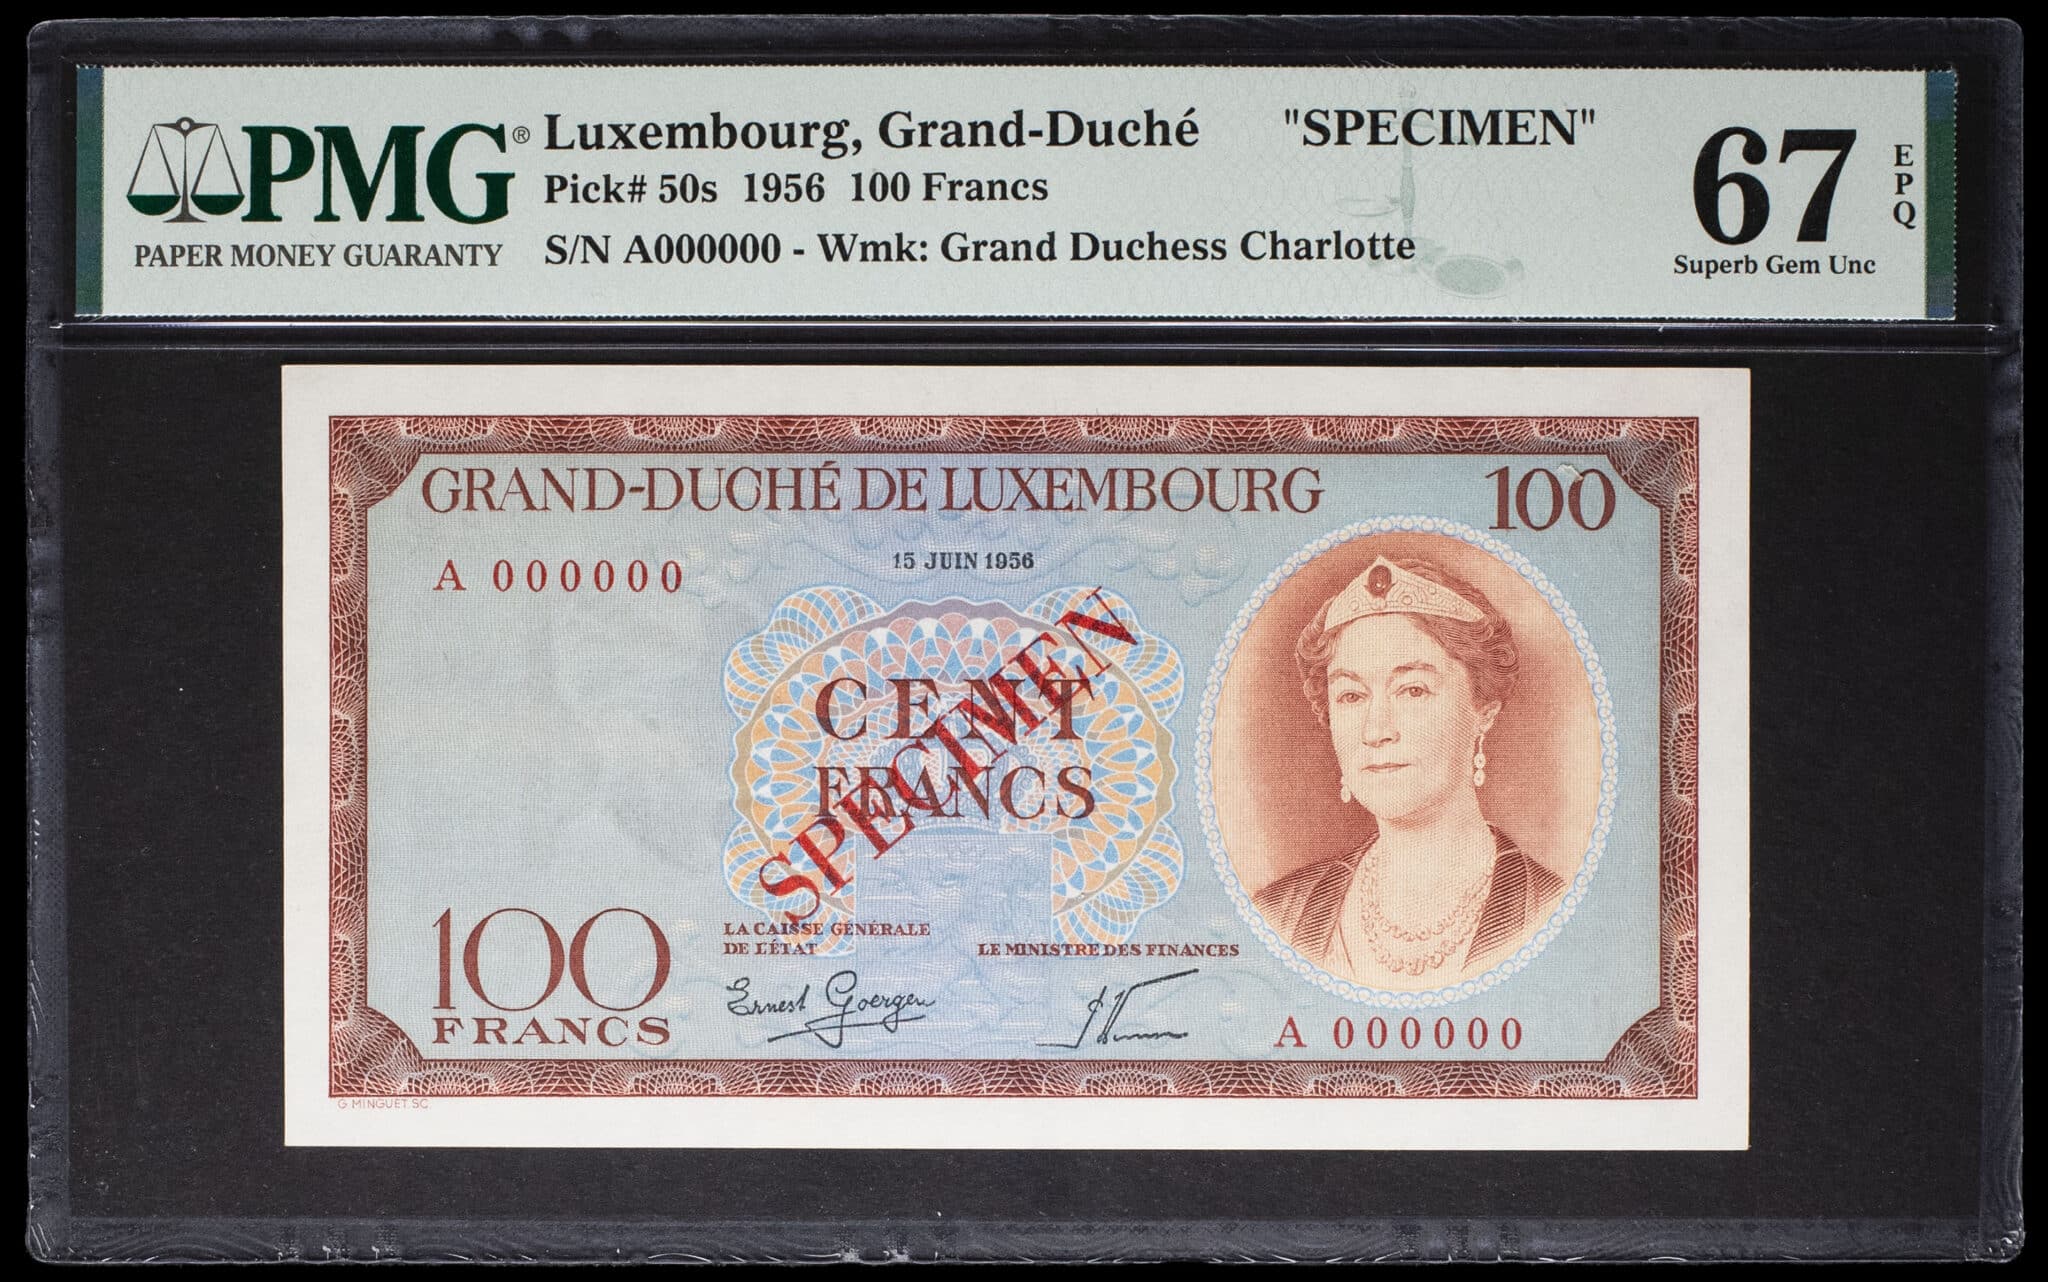 PMG®
PAPER MONEY GUARANTY
Luxembourg, Grand-Duché "SPECIMEN"
Pick# 50s 1956 100 Francs
S/N A000000 - Wmk: Grand Duchess Charlotte
67
EPQ
Superb Gem Unc
GRAND-DUCHÉ DE LUXEMBOURG 100
15 JUIN 1956
A 000000
CENT
FRANCS
SPECIMEN
LA CAISSE GÉNÉRALE
DE L'ÉTAT
LE MINISTRE DES FINANCES
Ernest Goergen
100
FRANCS
A 000000
G MINGUET. SC.